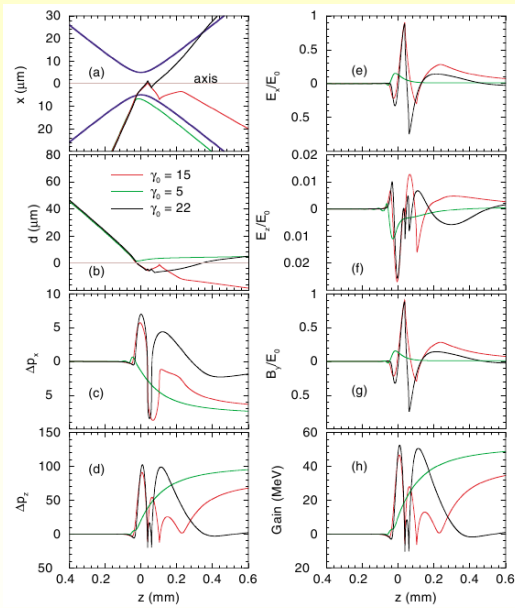 30
20
10
0
10
20
x (μm)
(a)
axis
80
60
40
20
0
20
d (μm)
γ₀ = 15
γ₀ = 5
γ₀ = 22
(b)
10
5
0
5
Δpₓ
(c)
150
100
50
0
50
Δp_z
(d)
0.4 0.2 0 0.2 0.4 0.6
z (mm)
1
0.5
0
0.5
Eₓ/E₀
(e)
0.02
0.01
0
0.01
0.02
E_z/E₀
(f)
1
0.5
0
0.5
B_y/E₀
(g)
60
40
20
0
20
Gain (MeV)
(h)
0.4 0.2 0 0.2 0.4 0.6
z (mm)